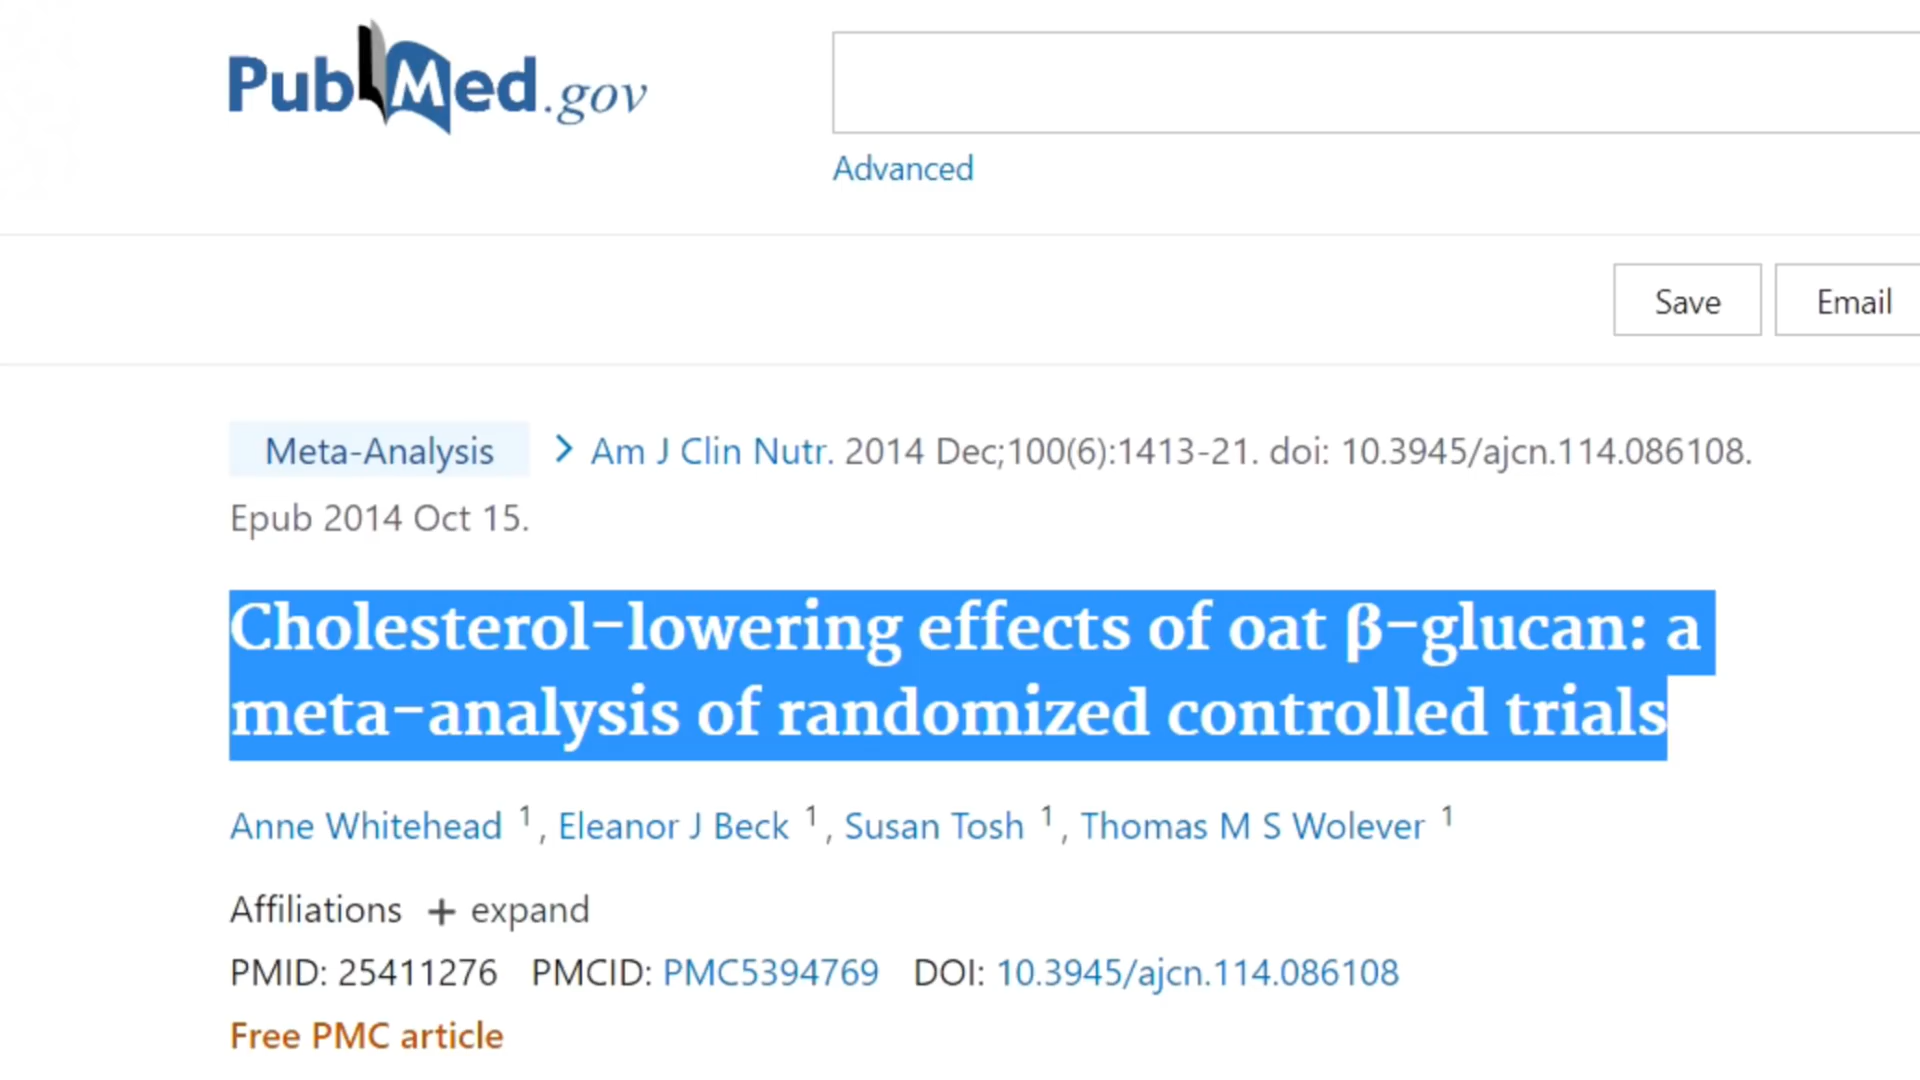 PubMed.gov
Advanced
Save
Email
Meta-Analysis > Am J Clin Nutr. 2014 Dec;100(6):1413-21. doi: 10.3945/ajcn.114.086108.
Epub 2014 Oct 15.
Cholesterol-lowering effects of oat β-glucan: a
meta-analysis of randomized controlled trials
Anne Whitehead 1, Eleanor J Beck 1, Susan Tosh 1, Thomas M S Wolever 1
Affiliations + expand
PMID: 25411276 PMCID: PMC5394769 DOI: 10.3945/ajcn.114.086108
Free PMC article